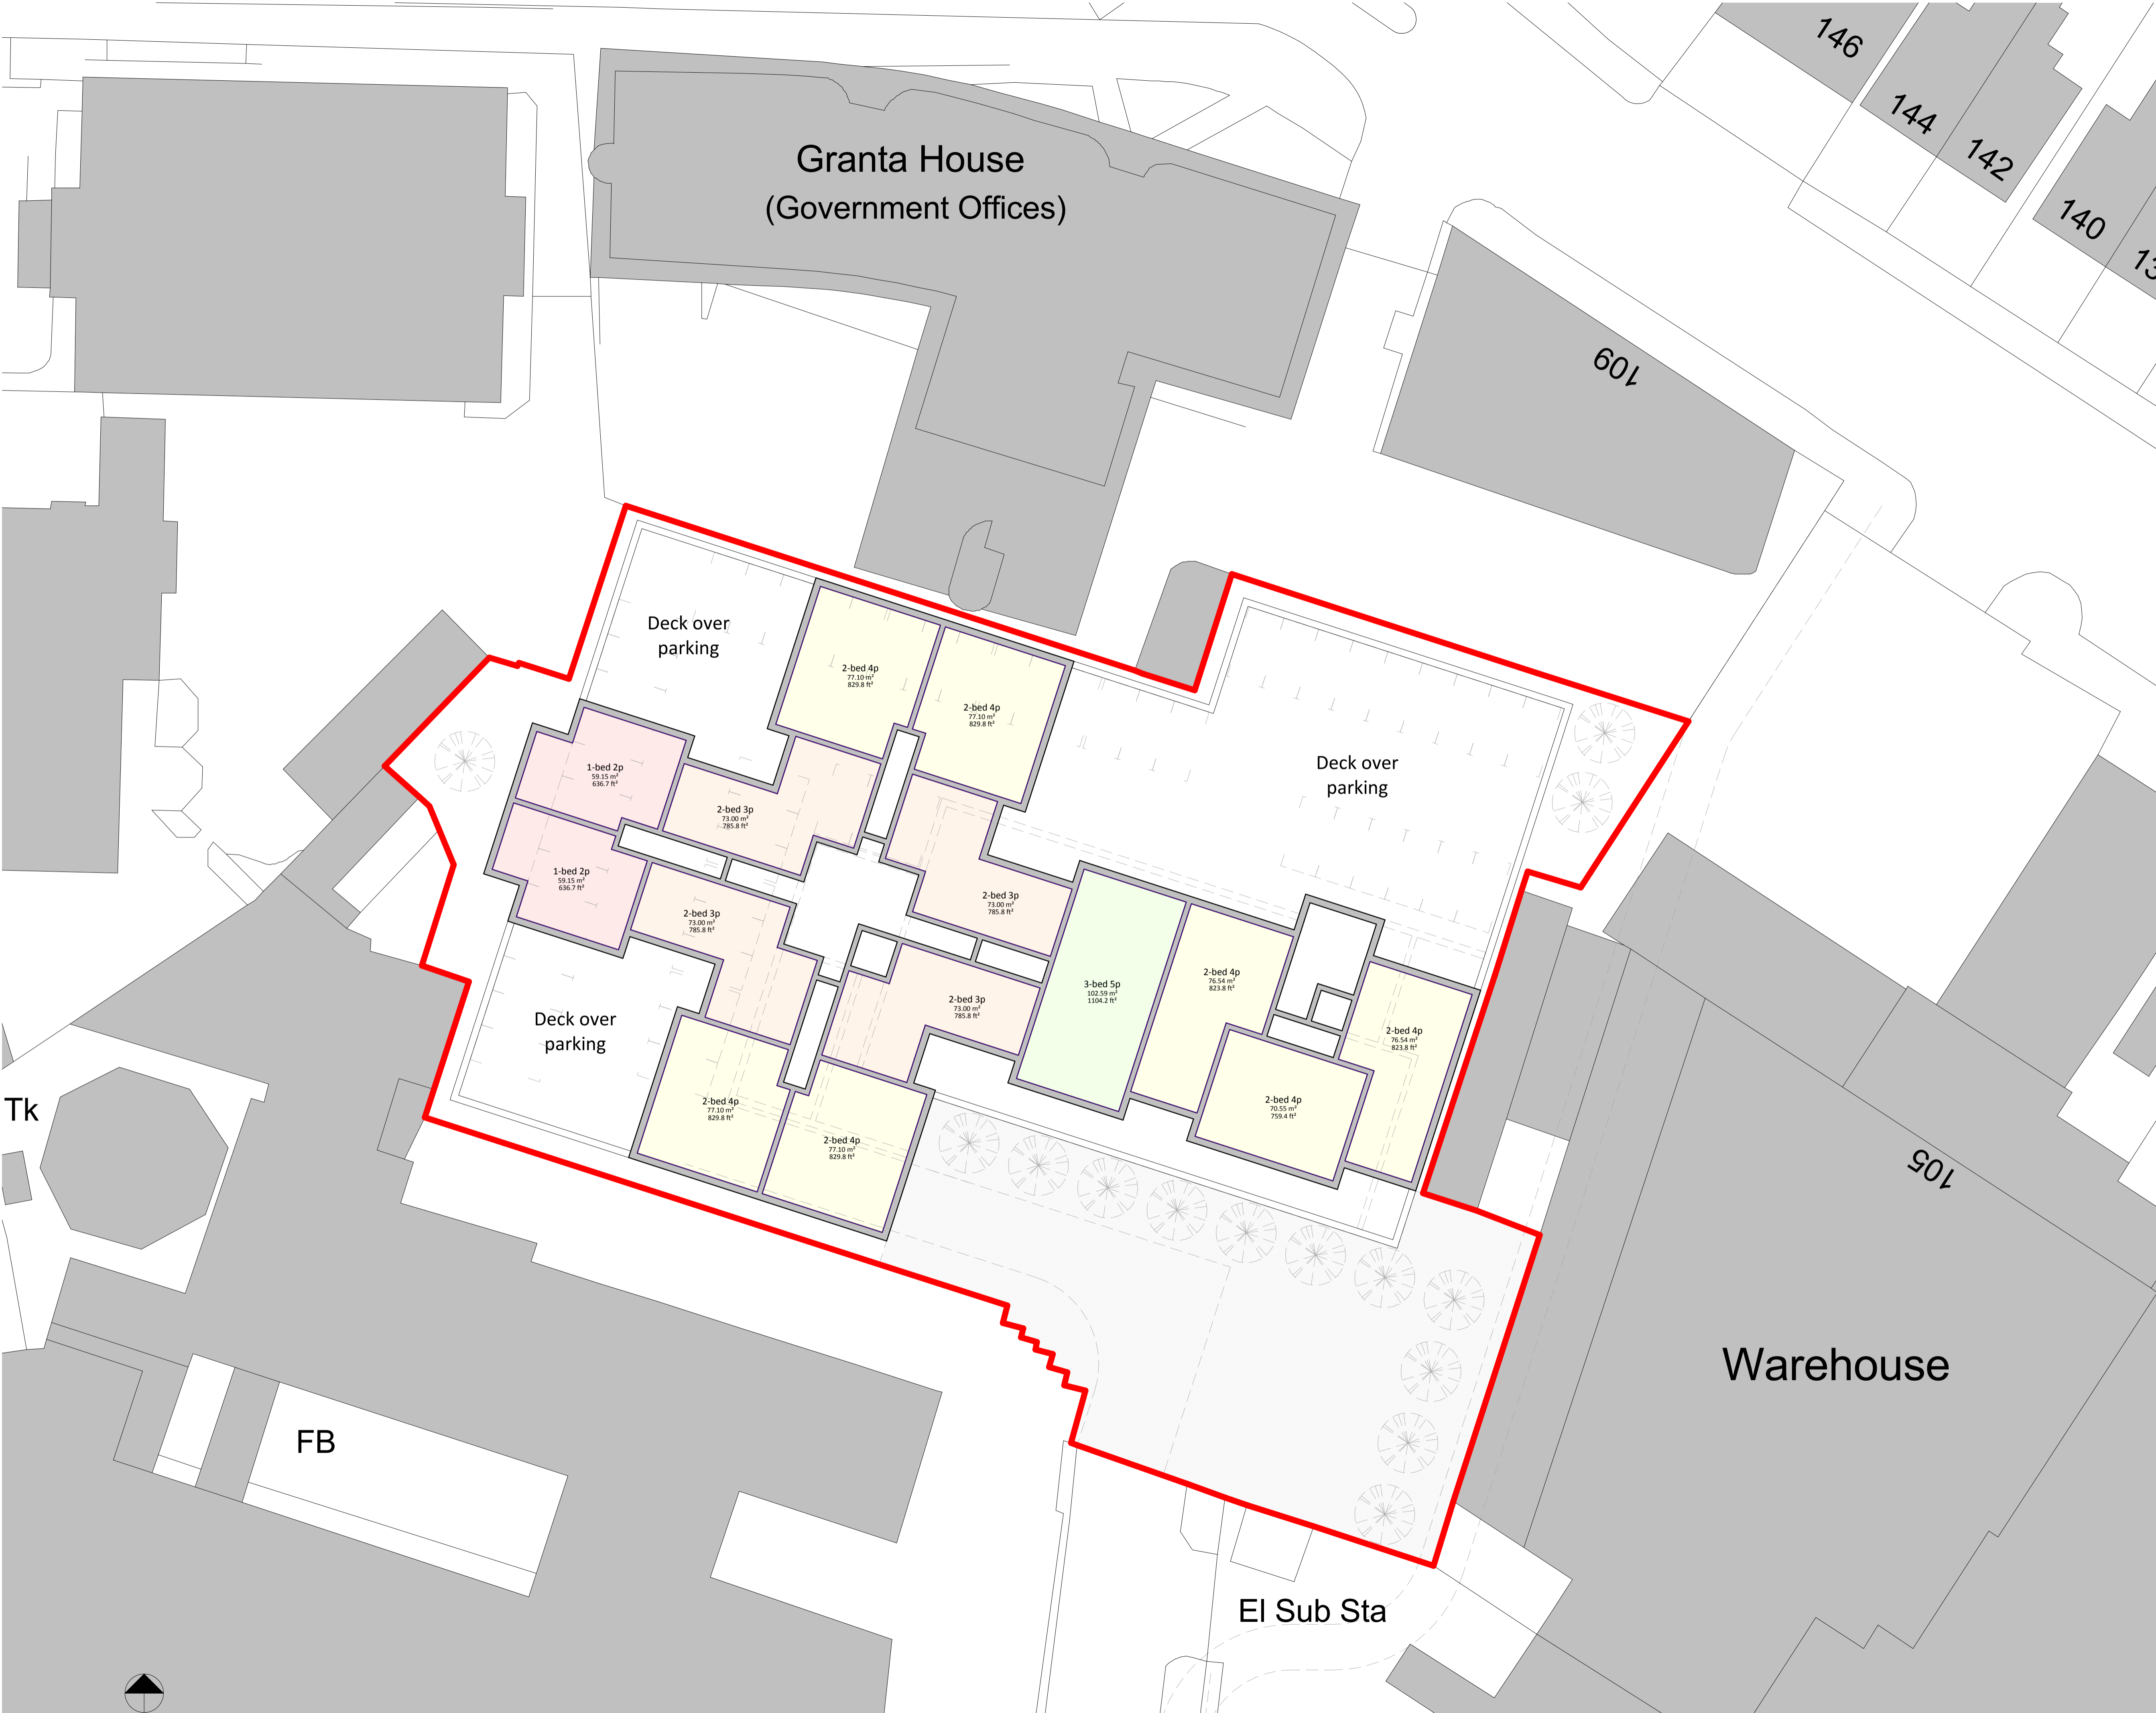 146
144
142
140
Granta House
(Government Offices)
109
Deck over
parking
2-bed 4p
77.10 m²
829.8 ft²
2-bed 4p
77.10 m²
829.8 ft²
Deck over
parking
1-bed 2p
59.15 m²
636.7 ft²
2-bed 3p
73.00 m²
785.8 ft²
1-bed 2p
59.15 m²
636.7 ft²
2-bed 3p
73.00 m²
785.8 ft²
2-bed 3p
73.00 m²
785.8 ft²
2-bed 3p
73.00 m²
785.8 ft²
3-bed 5p
102.59 m²
1104.2 ft²
2-bed 4p
76.54 m²
823.8 ft²
2-bed 4p
76.54 m²
823.8 ft²
Deck over
parking
2-bed 4p
77.10 m²
829.8 ft²
2-bed 4p
77.10 m²
829.8 ft²
2-bed 4p
70.55 m²
759.4 ft²
Tk
105
Warehouse
FB
El Sub Sta